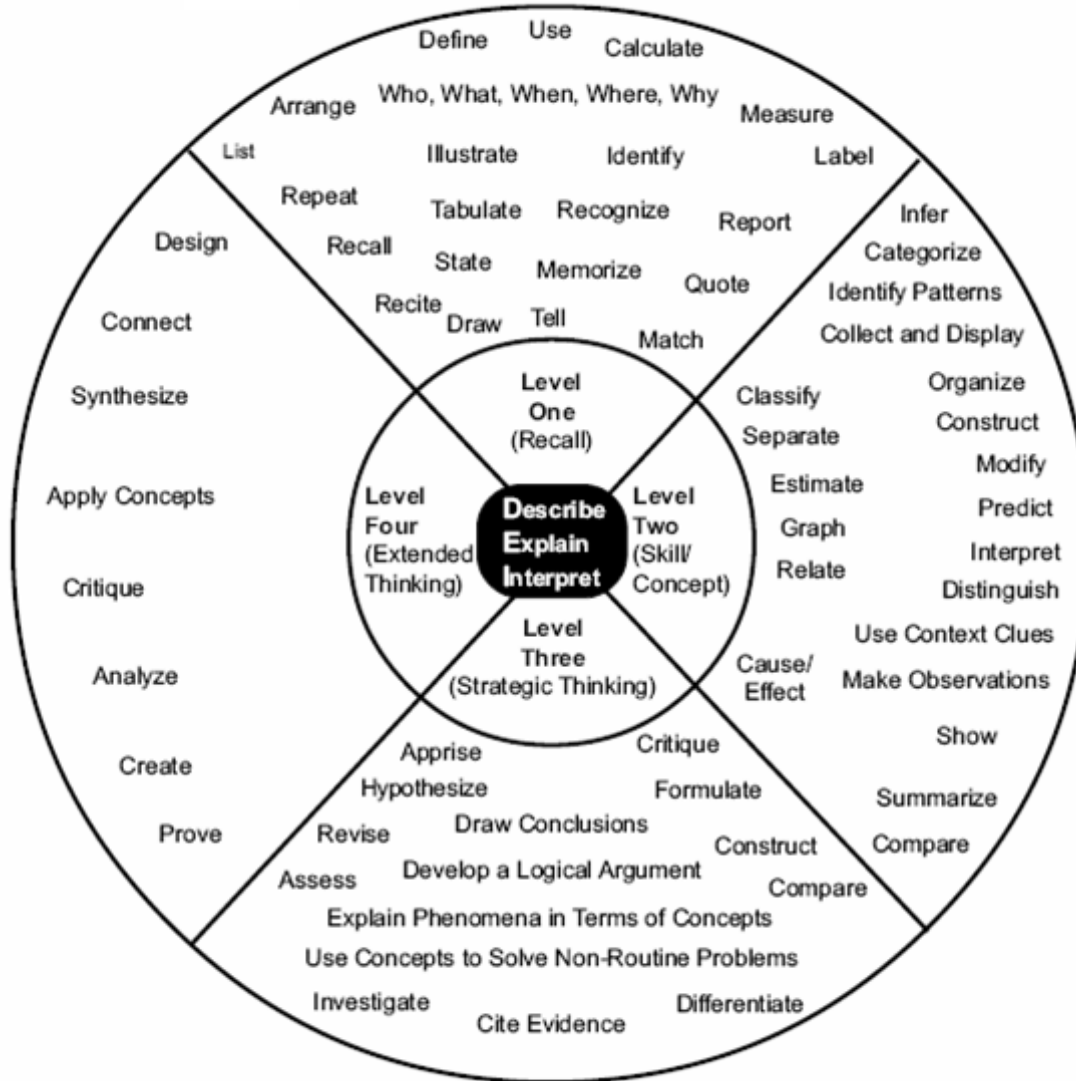 Define
Use
Calculate
Arrange
Who, What, When, Where, Why
Measure
List
Illustrate
Identify
Label
Repeat
Tabulate
Recognize
Report
Recall
State
Memorize
Quote
Recite
Draw
Tell
Match
Level
One
(Recall)
Infer
Categorize
Identify Patterns
Collect and Display
Organize
Classify
Construct
Separate
Modify
Estimate
Predict
Graph
Interpret
Relate
Distinguish
Use Context Clues
Cause/
Effect
Make Observations
Show
Summarize
Compare
Level
Two
(Skill/
Concept)
Describe
Explain
Interpret
Level
Three
(Strategic Thinking)
Apprise
Critique
Hypothesize
Formulate
Revise
Draw Conclusions
Construct
Assess
Develop a Logical Argument
Compare
Explain Phenomena in Terms of Concepts
Use Concepts to Solve Non-Routine Problems
Investigate
Cite Evidence
Differentiate
Level
Four
(Extended
Thinking)
Design
Connect
Synthesize
Apply Concepts
Critique
Analyze
Create
Prove